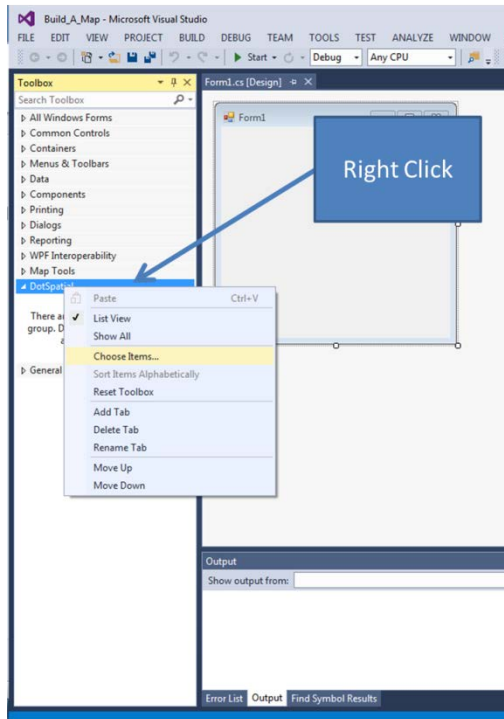 Build_A_Map - Microsoft Visual Studio
FILE EDIT VIEW PROJECT BUILD DEBUG TEAM TOOLS TEST ANALYZE WINDOW
Start Debug Any CPU
Toolbox
Form1.cs [Design]
Search Toolbox
All Windows Forms
Form1
Common Controls
Containers
Menus & Toolbars
Right Click
Data
Components
Printing
Dialogs
Reporting
WPF Interoperability
Map Tools
DotSpatial
Paste Ctrl+V
There
List View
group.
Show All
Choose Items...
General
Sort Items Alphabetically
Reset Toolbox
Add Tab
Delete Tab
Rename Tab
Move Up
Move Down
Output
Show output from:
Error List Output Find Symbol Results